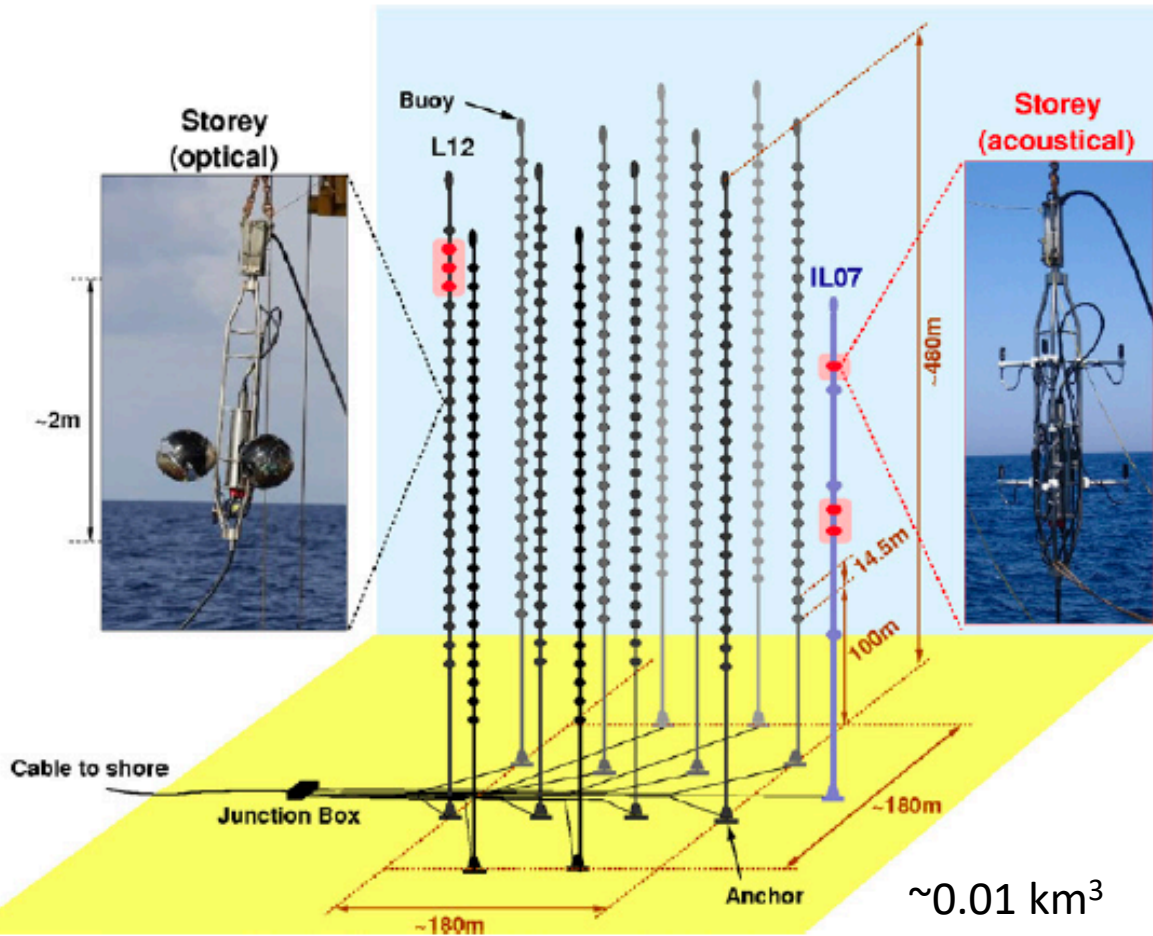 Storey
(optical)
Buoy
L12
Storey
(acoustical)
IL07
~480m
~2m
14.5m
100m
Cable to shore
Junction Box
~180m
Anchor
~180m
~0.01 km³